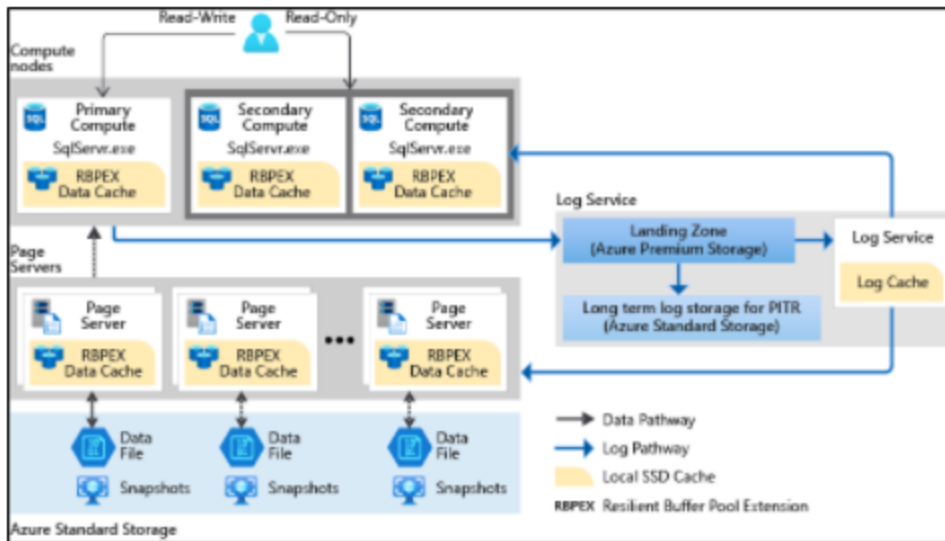 Read-Write
Read-Only
Compute
nodes
Primary
Compute
SqlServr.exe
RBPEX
Data Cache
Secondary
Compute
SqlServr.exe
RBPEX
Data Cache
Secondary
Compute
SqlServr.exe
RBPEX
Data Cache
Log Service
Landing Zone
(Azure Premium Storage)
Log Service
Log Cache
Long term log storage for PITR
(Azure Standard Storage)
Page
Servers
Page
Server
RBPEX
Data Cache
Page
Server
RBPEX
Data Cache
•••
Page
Server
RBPEX
Data Cache
Data
File
Snapshots
Data
File
Snapshots
Data
File
Snapshots
Azure Standard Storage
Data Pathway
Log Pathway
Local SSD Cache
RBPEX Resilient Buffer Pool Extension
SQL
SQL
SQL